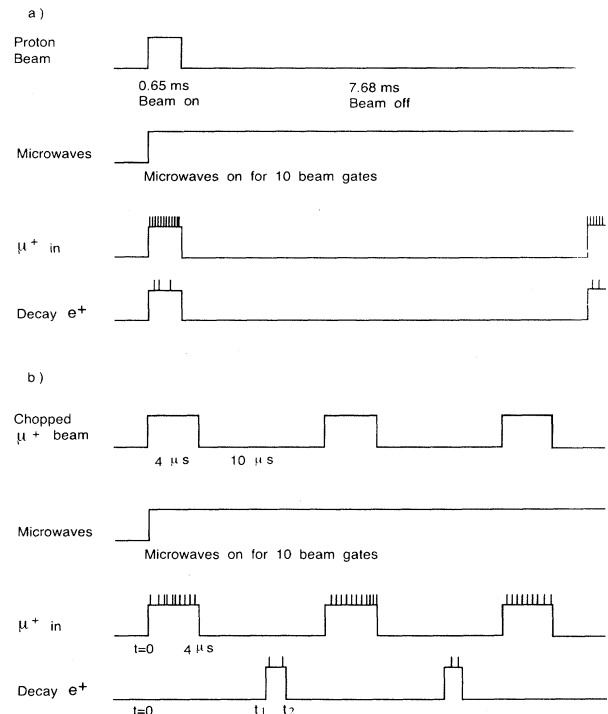 a )
Proton
Beam
0.65 ms
Beam on
7.68 ms
Beam off
Microwaves
Microwaves on for 10 beam gates
μ+ in
Decay e+
b )
Chopped
μ+ beam
4 μs
10 μs
Microwaves
Microwaves on for 10 beam gates
μ+ in
t=0
4 μs
Decay e+
t=0
t1
t2